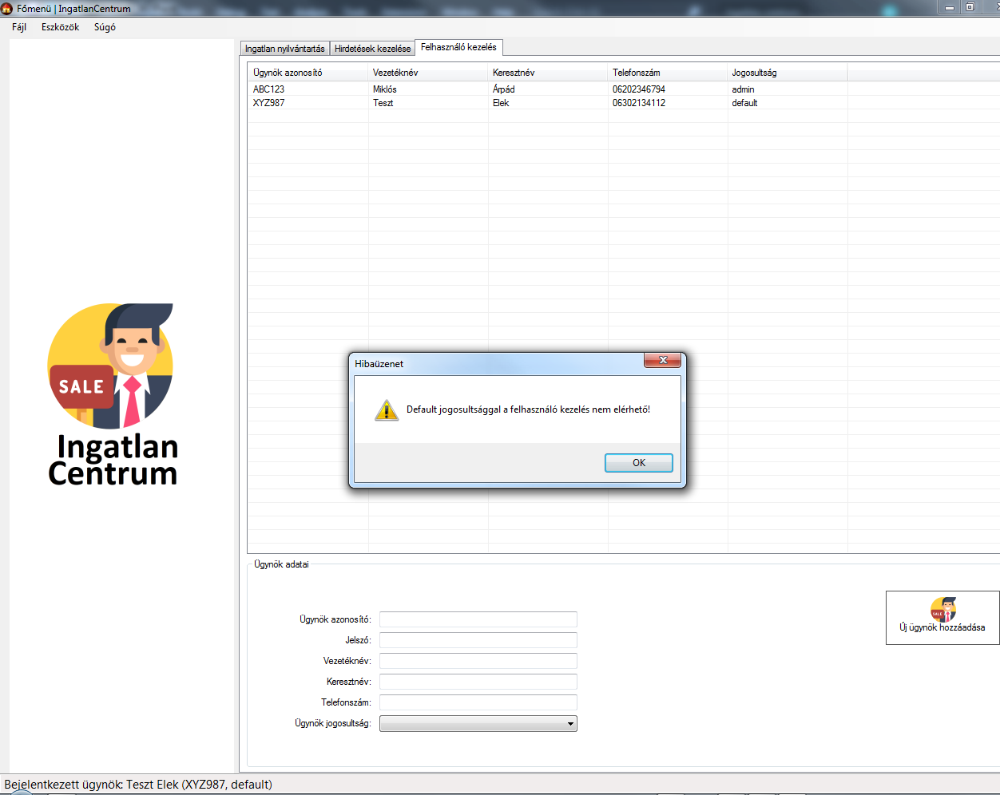 Főmenü | IngatlanCentrum
Fájl Eszközök Súgó
Ingatlan nyilvántartás Hirdetések kezelése Felhasználó kezelés
Ügynök azonosító Vezetéknév Keresztnév Telefonszám Jogosultság
ABC123 Miklós Árpád 06202346794 admin
XYZ987 Teszt Elek 06302134112 default
SALE
Ingatlan
Centrum
Hibaüzenet
Default jogosultsággal a felhasználó kezelés nem elérhető!
OK
Ügynök adatai
Ügynök azonosító:
Jelszó:
Vezetéknév:
Keresztnév:
Telefonszám:
Ügynök jogosultság:
SALE
Új ügynök hozzáadása
Bejelentkezett ügynök: Teszt Elek (XYZ987, default)